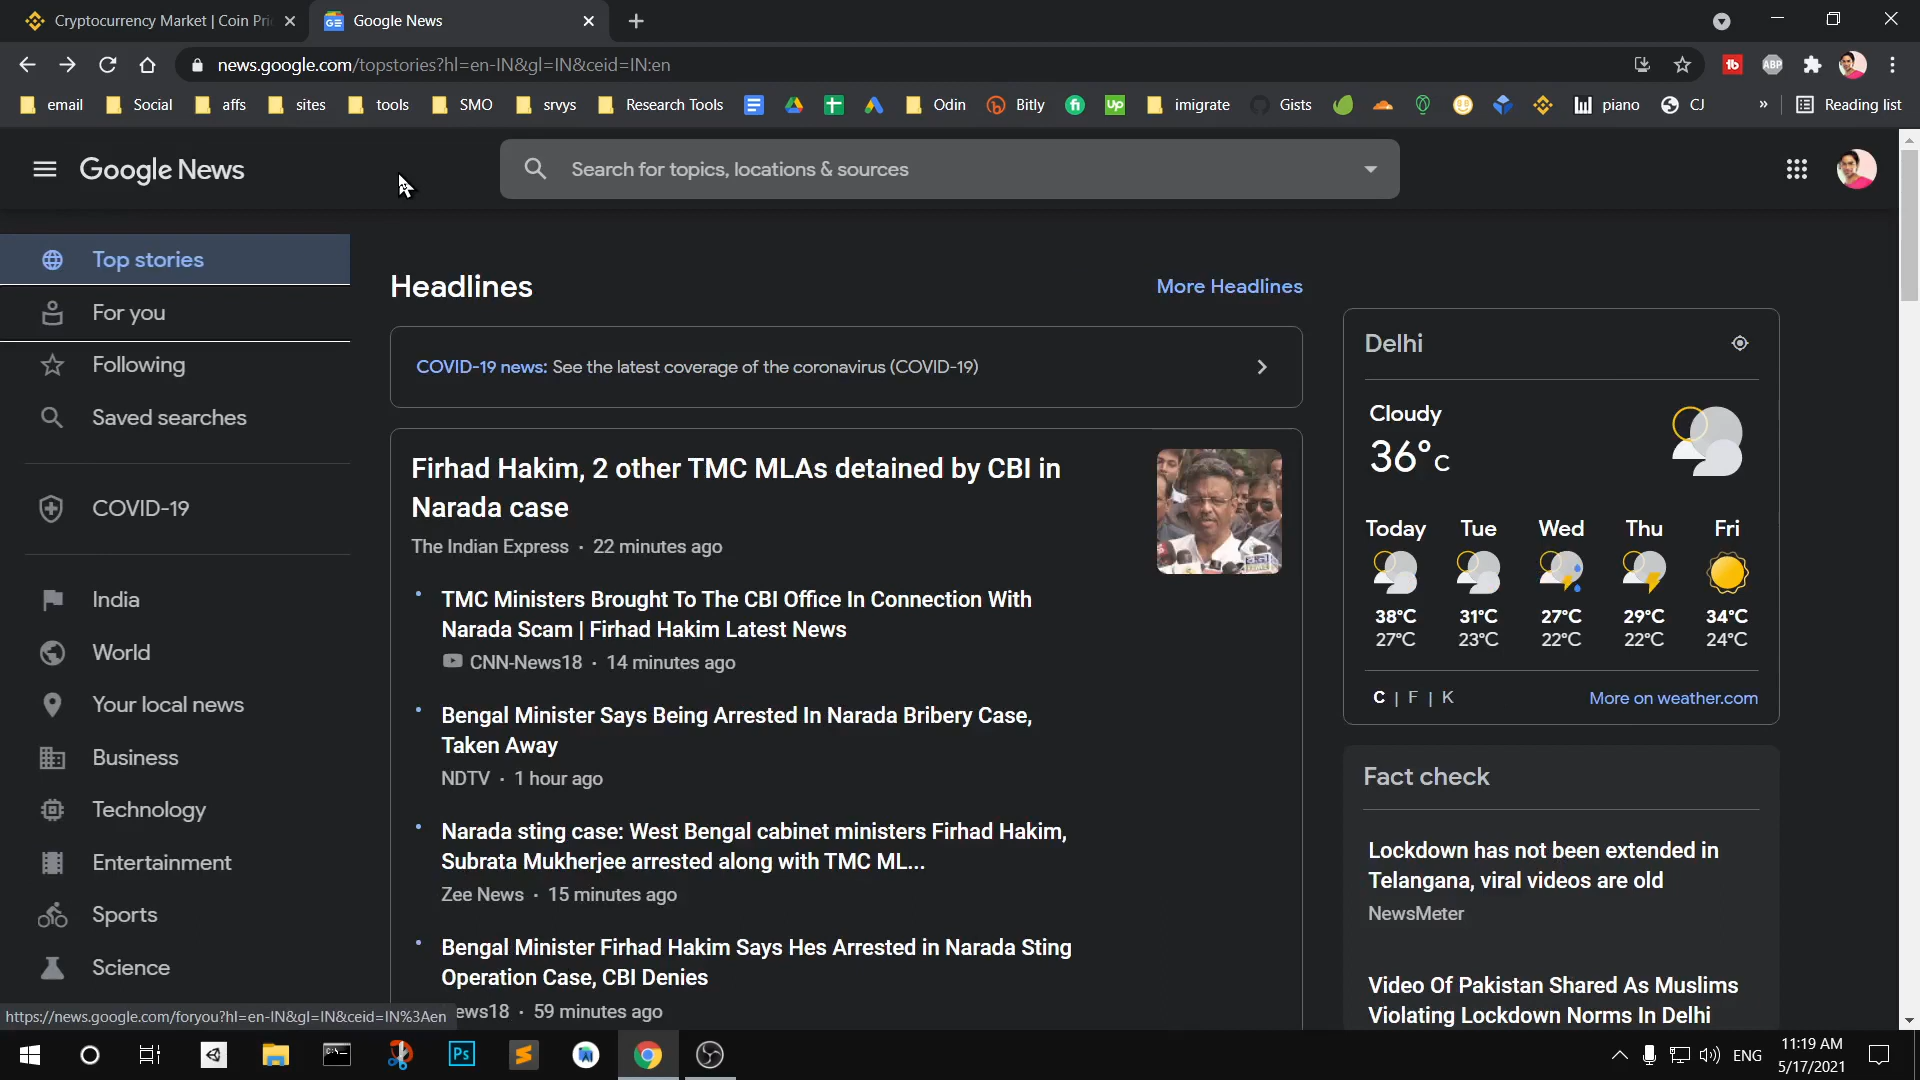 Cryptocurrency Market | Coin Pri
Google News
news.google.com/topstories?hl=en-IN&gl=IN&ceid=IN:en
email Social affs sites tools SMO srvys Research Tools Odin Bitly imigrate Gists piano CJ » Reading list
Google News
Search for topics, locations & sources
Top stories
For you
Following
Saved searches
COVID-19
India
World
Your local news
Business
Technology
Entertainment
Sports
Science
https://news.google.com/foryou?hl=en-IN&gl=IN&ceid=IN%3Aen
Headlines
More Headlines
COVID-19 news: See the latest coverage of the coronavirus (COVID-19)
Firhad Hakim, 2 other TMC MLAs detained by CBI in
Narada case
The Indian Express · 22 minutes ago
TMC Ministers Brought To The CBI Office In Connection With
Narada Scam | Firhad Hakim Latest News
CNN-News18 · 14 minutes ago
Bengal Minister Says Being Arrested In Narada Bribery Case,
Taken Away
NDTV · 1 hour ago
Narada sting case: West Bengal cabinet ministers Firhad Hakim,
Subrata Mukherjee arrested along with TMC ML...
Zee News · 15 minutes ago
Bengal Minister Firhad Hakim Says Hes Arrested in Narada Sting
Operation Case, CBI Denies
ews18 · 59 minutes ago
Delhi
Cloudy
36°C
Today Tue Wed Thu Fri
38°C 31°C 27°C 29°C 34°C
27°C 23°C 22°C 22°C 24°C
C | F | K
More on weather.com
Fact check
Lockdown has not been extended in
Telangana, viral videos are old
NewsMeter
Video Of Pakistan Shared As Muslims
Violating Lockdown Norms In Delhi
Ps
ENG
11:19 AM
5/17/2021